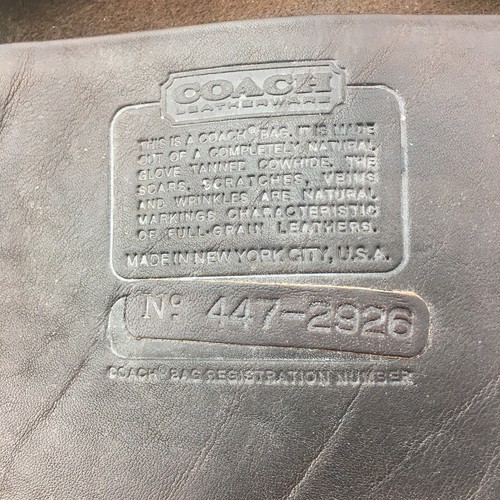 COACH
LEATHERWARE
THIS IS A COACH® BAG. IT IS MADE
OUT OF A COMPLETELY NATURAL
GLOVE TANNED COWHIDE. THE
SCARS, SCRATCHES, VEINS
AND WRINKLES ARE NATURAL
MARKINGS CHARACTERISTIC
OF FULL-GRAIN LEATHERS.
MADE IN NEW YORK CITY, U.S.A.
Nº 447-2926
COACH® BAG REGISTRATION NUMBER